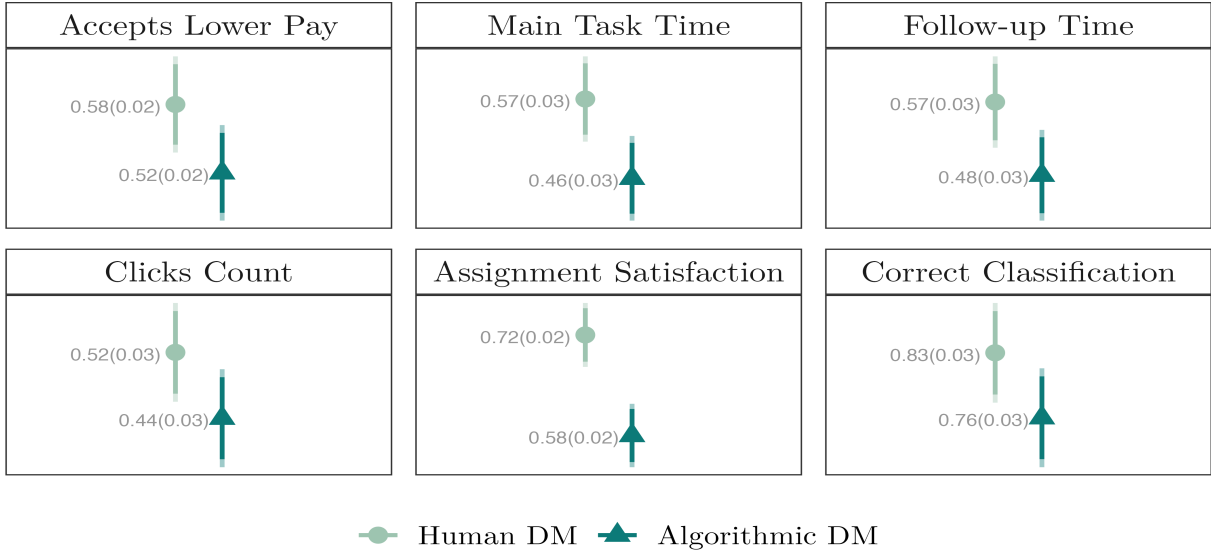 Accepts Lower Pay
Main Task Time
Follow-up Time
0.58(0.02)
0.57(0.03)
0.57(0.03)
0.52(0.02)
0.46(0.03)
0.48(0.03)
Clicks Count
Assignment Satisfaction
Correct Classification
0.52(0.03)
0.72(0.02)
0.83(0.03)
0.44(0.03)
0.58(0.02)
0.76(0.03)
Human DM
Algorithmic DM